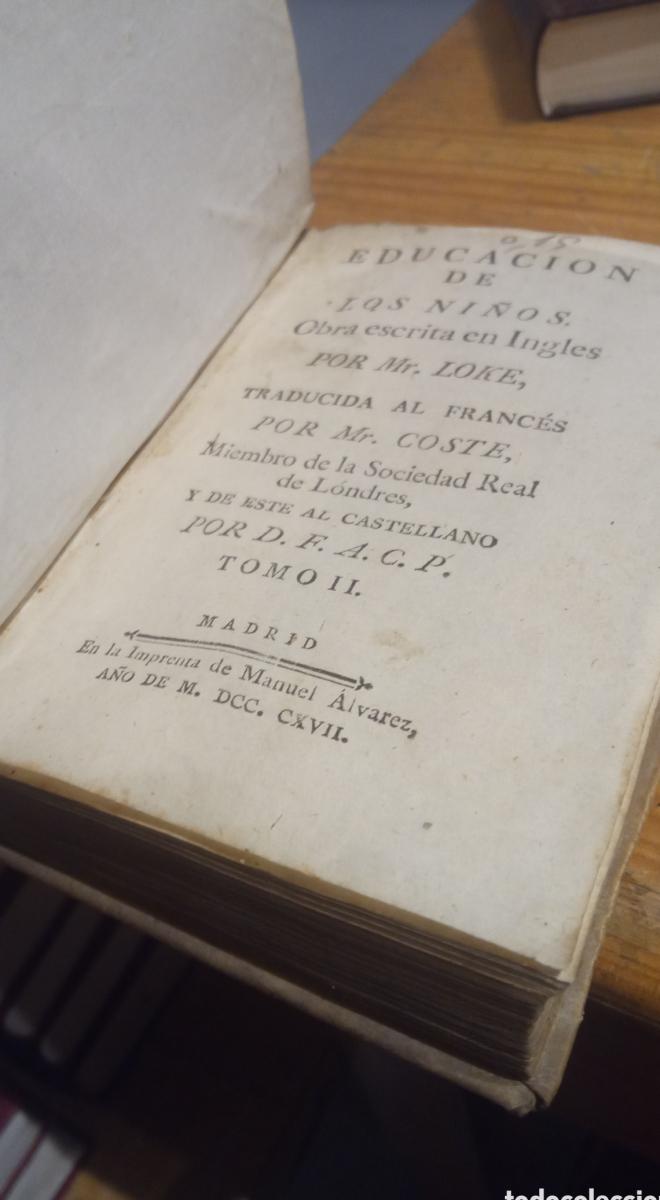 EDUCACION
DE
LOS NIÑOS.
Obra escrita en Ingles
POR Mr. LOKE,
TRADUCIDA AL FRANCÉS
POR Mr. COSTE,
Miembro de la Sociedad Real
de Lóndres,
Y DE ESTE AL CASTELLANO
POR D. F. A. C. P.
TOMO II.
MADRID
En la Imprenta de Manuel Álvarez,
AÑO DE M. DCC. CXVII.